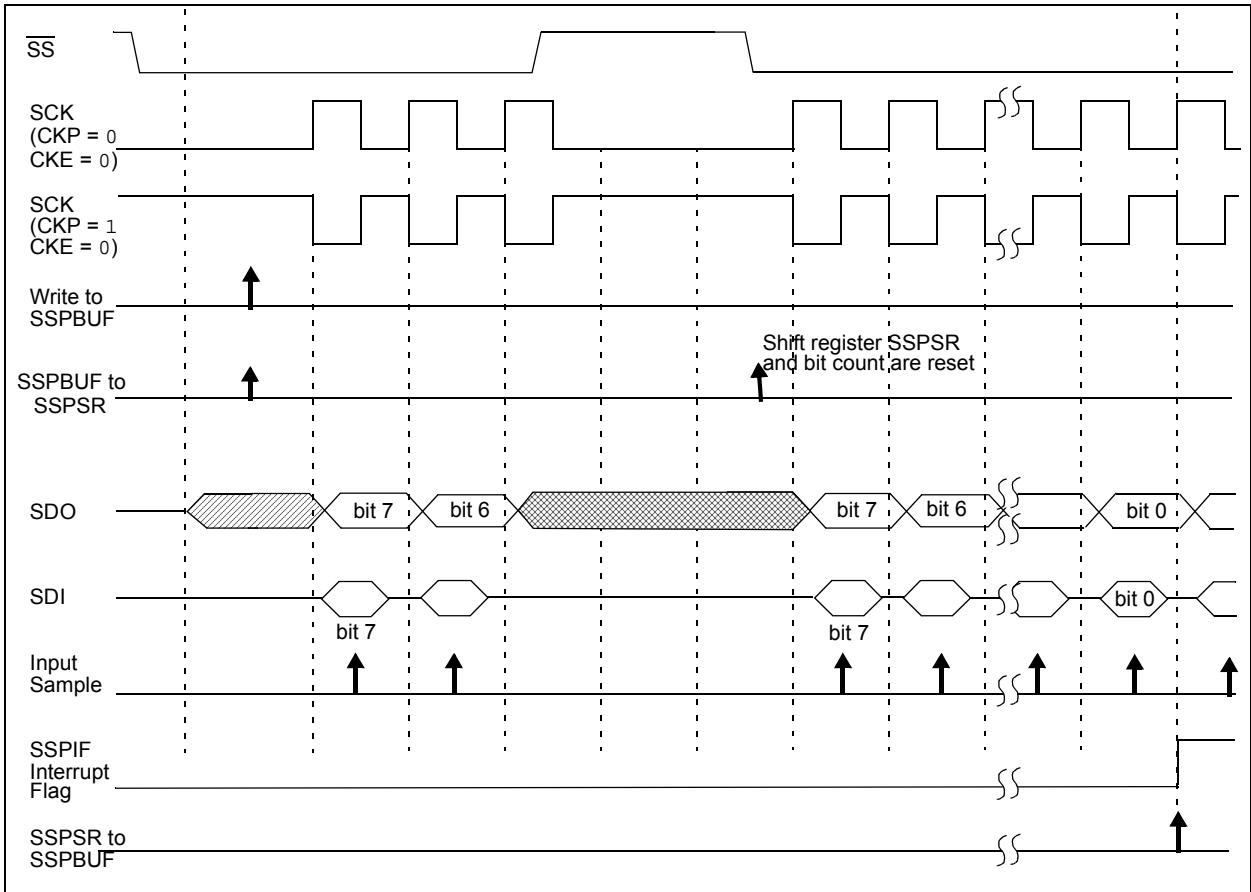 SS
SCK
(CKP = 0
CKE = 0)
SCK
(CKP = 1
CKE = 0)
Write to
SSPBUF
Shift register SSPSR
and bit count are reset
SSPBUF to
SSPSR
SDO
bit 7
bit 6
bit 7
bit 6
bit 0
SDI
bit 7
bit 7
bit 0
Input
Sample
SSPIF
Interrupt
Flag
SSPSR to
SSPBUF